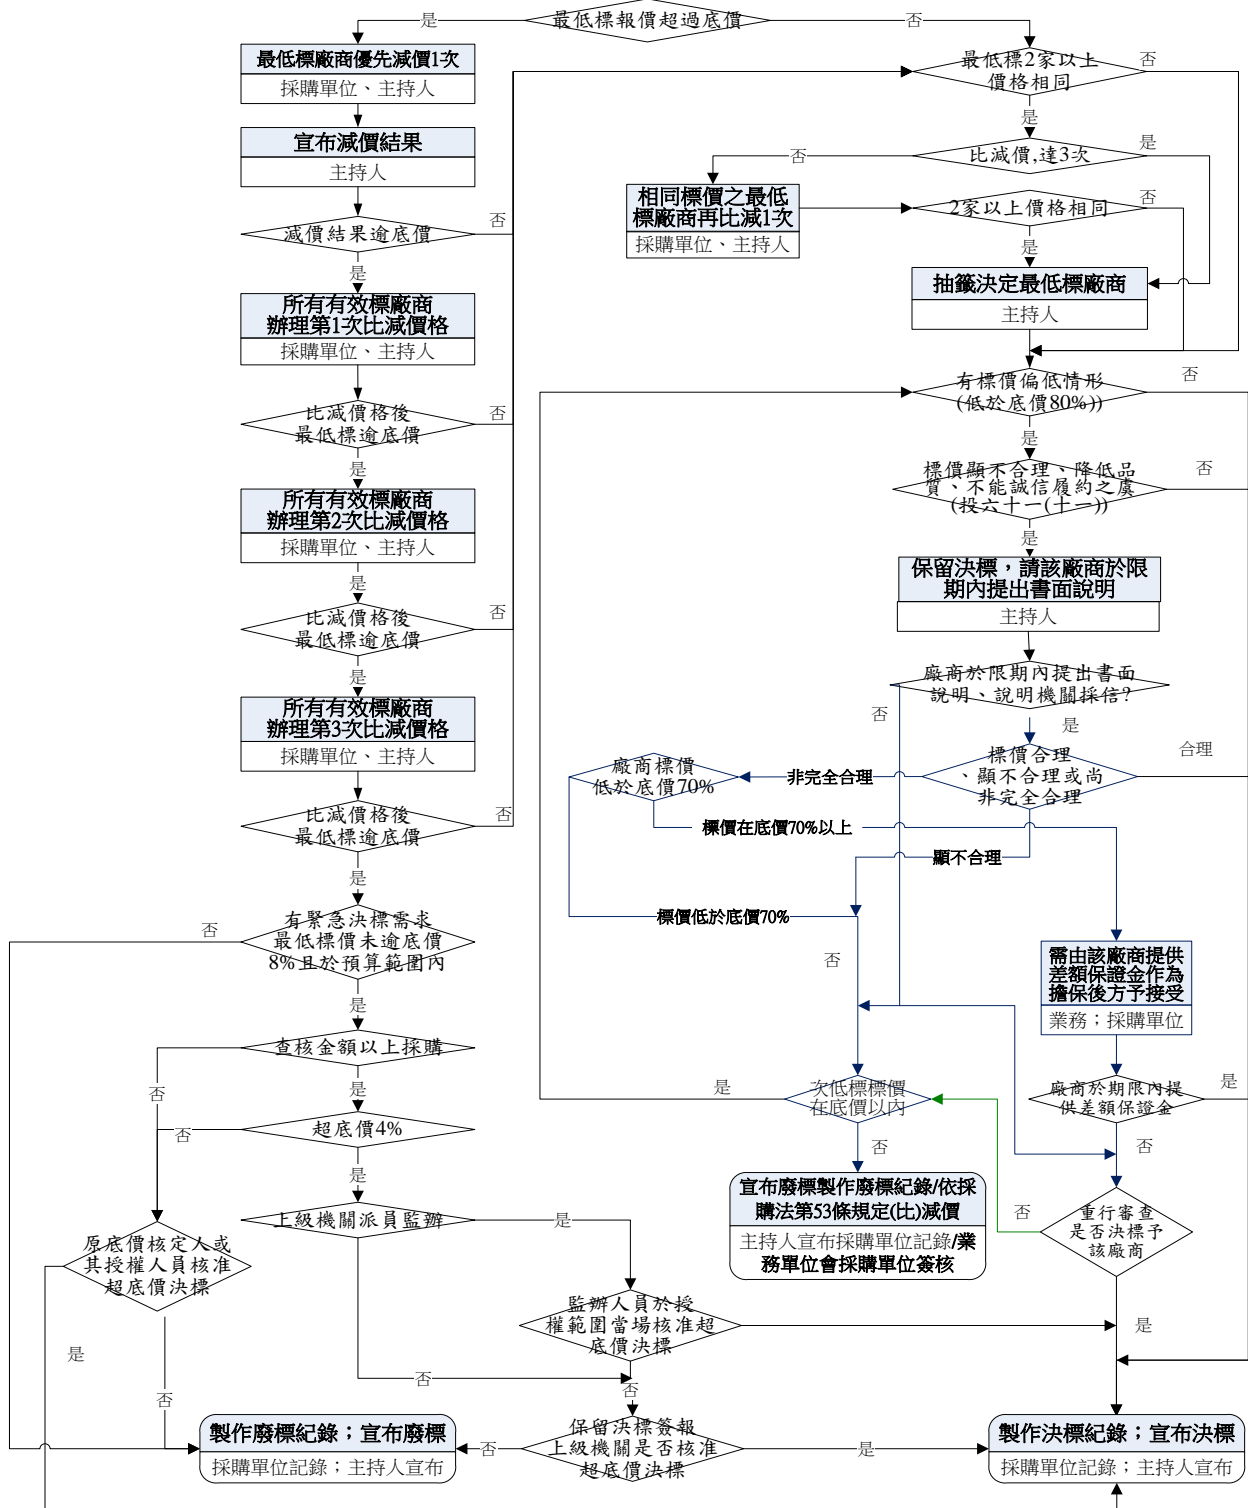 最低標報價超過底價
是
否
最低標廠商優先減價1次
採購單位、主持人
宣布減價結果
主持人
減價結果逾底價
否
是
所有有效標廠商
辦理第1次比減價格
採購單位、主持人
比減價格後
最低標逾底價
否
是
所有有效標廠商
辦理第2次比減價格
採購單位、主持人
比減價格後
最低標逾底價
否
是
所有有效標廠商
辦理第3次比減價格
採購單位、主持人
比減價格後
最低標逾底價
否
是
有緊急決標需求
最低標價未逾底價
8%且於預算範圍內
否
是
查核金額以上採購
否
是
超底價4%
否
是
上級機關派員監辦
是
否
原底價核定人或
其授權人員核准
超底價決標
是
否
監辦人員於授
權範圍當場核准超
底價決標
是
否
保留決標簽報
上級機關是否核准
超底價決標
否
是
製作廢標紀錄；宣布廢標
採購單位記錄；主持人宣布
最低標2家以上
價格相同
否
是
比減價,達3次
否
是
相同標價之最低
標廠商再比減1次
採購單位、主持人
2家以上價格相同
否
是
抽籤決定最低標廠商
主持人
有標價偏低情形
(低於底價80%))
否
是
標價顯不合理、降低品
質、不能誠信履約之虞
(投六十一(十一))
否
是
保留決標，請該廠商於限
期內提出書面說明
主持人
廠商於限期內提出書面
說明、說明機關採信?
否
是
標價合理
、顯不合理或尚
非完全合理
合理
非完全合理
廠商標價
低於底價70%
標價在底價70%以上
顯不合理
標價低於底價70%
否
需由該廠商提供
差額保證金作為
擔保後方予接受
業務；採購單位
廠商於期限內提
供差額保證金
是
否
次低標標價
在底價以內
是
否
宣布廢標製作廢標紀錄/依採
購法第53條規定(比)減價
主持人宣布採購單位記錄/業
務單位會採購單位簽核
重行審查
是否決標予
該廠商
否
是
製作決標紀錄；宣布決標
採購單位記錄；主持人宣布